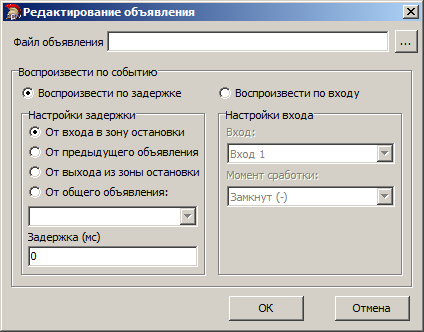 Редактирование объявления
Файл объявления
...
Воспроизвести по событию
Воспроизвести по задержке
Воспроизвести по входу
Настройки задержки
От входа в зону остановки
От предыдущего объявления
От выхода из зоны остановки
От общего объявления:
Задержка (мс)
0
Настройки входа
Вход:
Вход 1
Момент сработки:
Замкнут (-)
ОК
Отмена